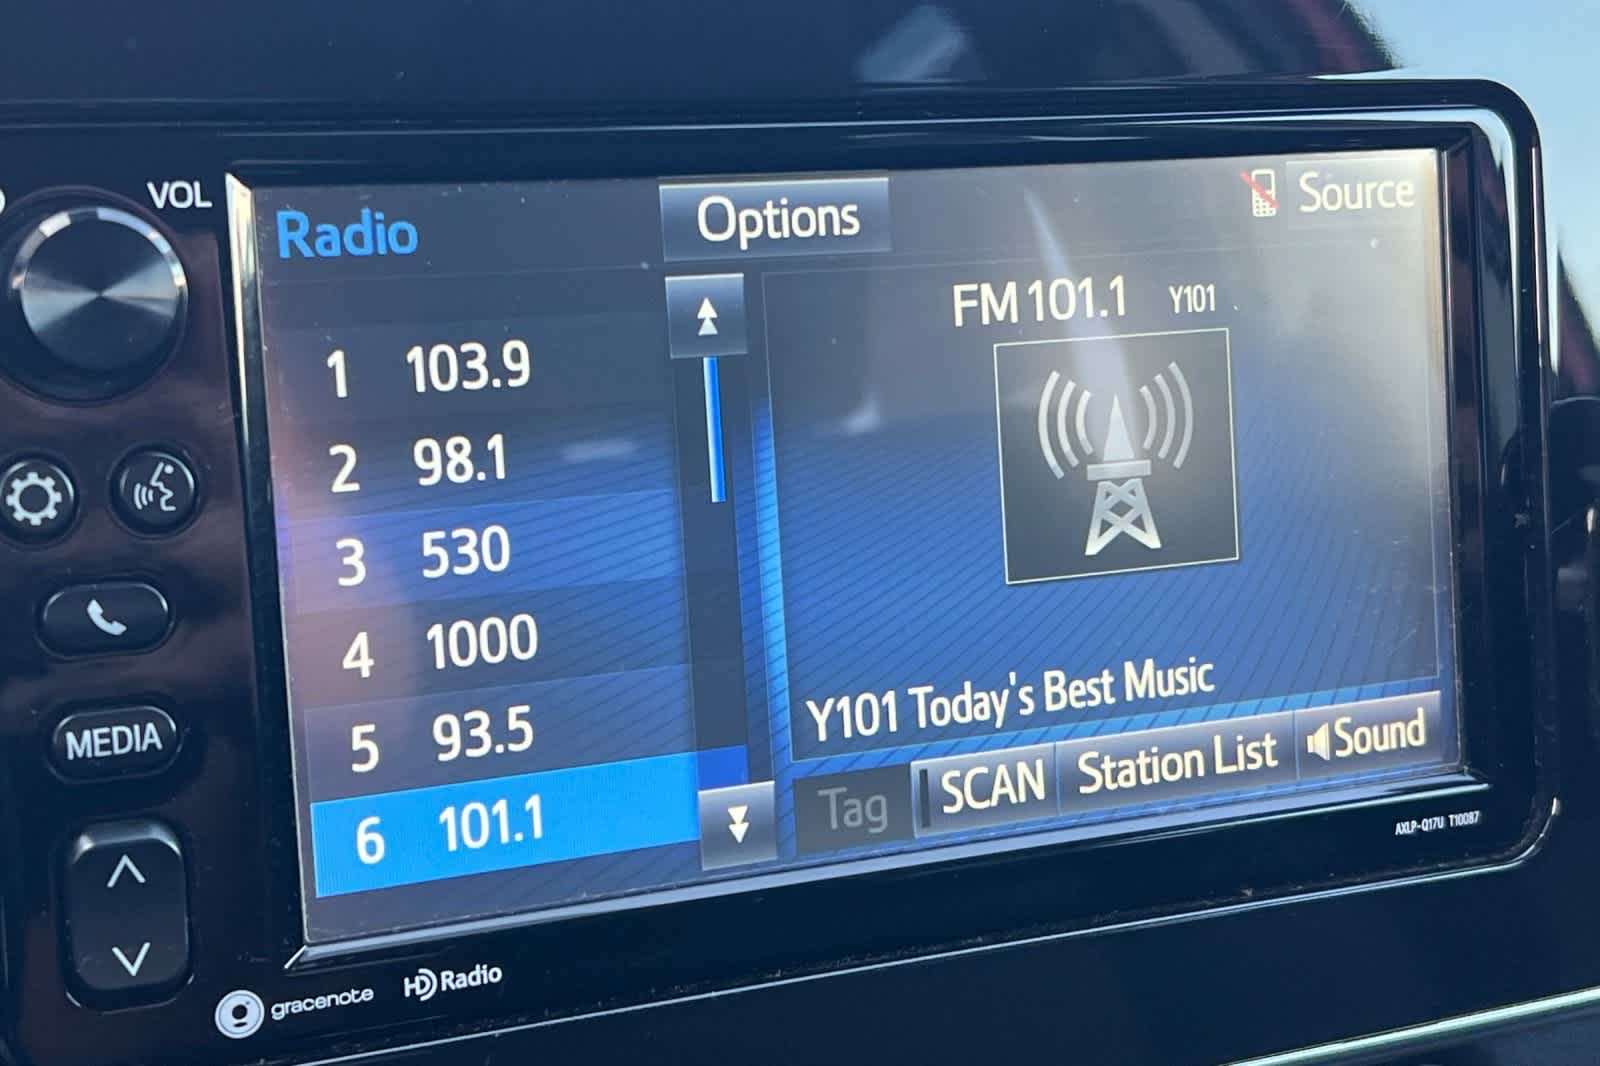 VOL
Radio
Options
Source
FM 101.1 Y101
1 103.9
2 98.1
3 530
4 1000
5 93.5
6 101.1
Y101 Today's Best Music
Tag
SCAN
Station List
Sound
MEDIA
AXLP-Q17U T10087
gracenote
HD Radio